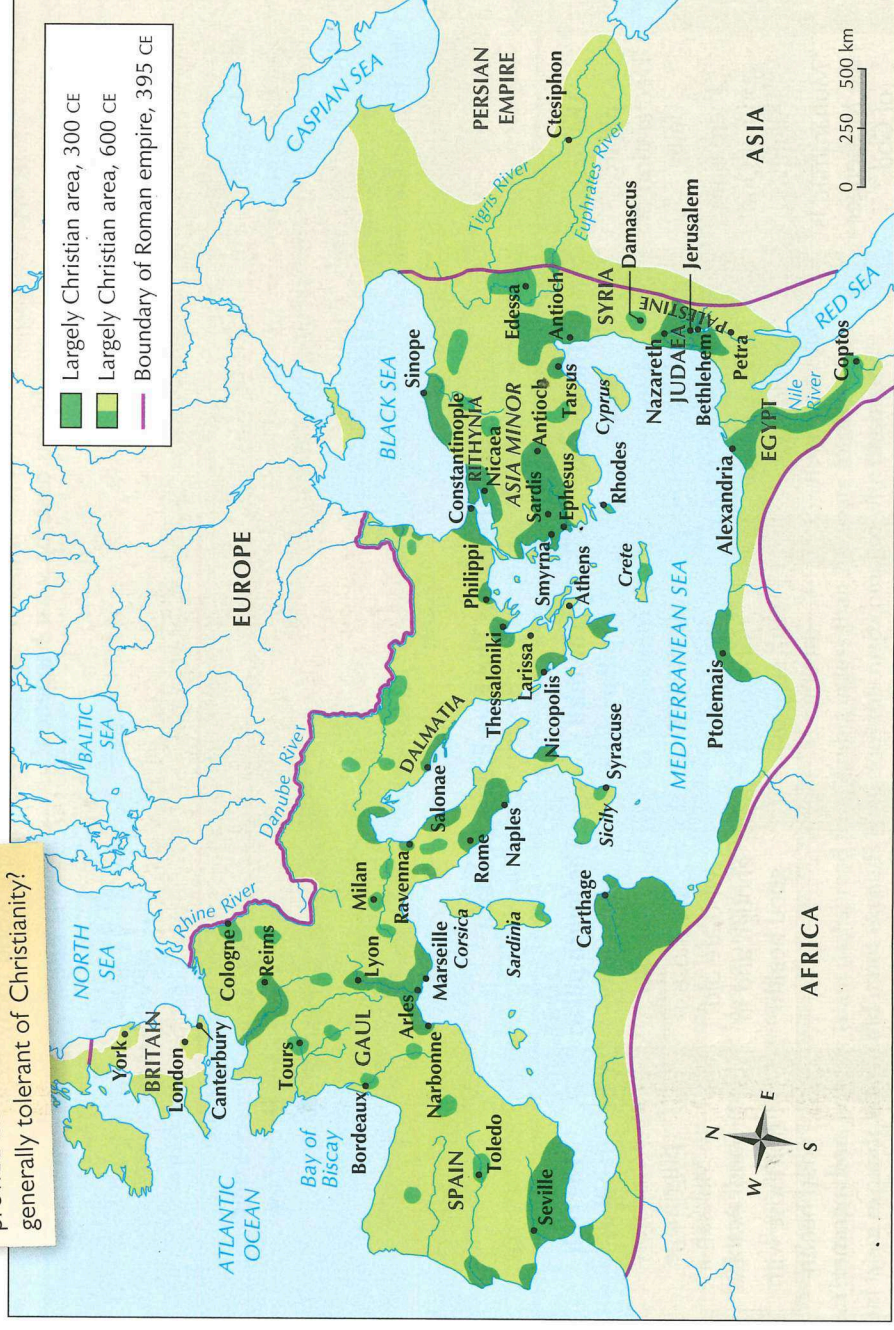 generally tolerant of Christianity?
Largely Christian area, 300 CE
Largely Christian area, 600 CE
Boundary of Roman empire, 395 CE
NORTH
SEA
BALTIC
SEA
CASPIAN SEA
EUROPE
ATLANTIC
OCEAN
York
BRITAIN
London
Canterbury
Rhine River
Cologne
Reims
Danube River
Tours
Bay of
Biscay
GAUL
Lyon
Milan
Bordeaux
Arles
Marseille
Narbonne
Ravenna
Corsica
Sardinia
Salonae
DALMATIA
Rome
Naples
SPAIN
Toledo
Seville
BLACK SEA
Sinope
Constantinople
RITHYNIA
Nicaea
ASIA MINOR
Philippi
Thessaloniki
Larissa
Nicopolis
Sardis
Antioch
Smyrna
Ephesus
Athens
Tarsus
Edessa
Antioch
Rhodes
Crete
Cyprus
Sicily
Syracuse
Carthage
MEDITERRANEAN SEA
Ptolemais
Alexandria
EGYPT
Nile
River
Coptos
RED SEA
SYRIA
Damascus
PALESTINE
Nazareth
JUDAEA
Jerusalem
Bethlehem
Petra
Tigris River
Euphrates River
PERSIAN
EMPIRE
Ctesiphon
ASIA
AFRICA
N
W
E
S
0 250 500 km